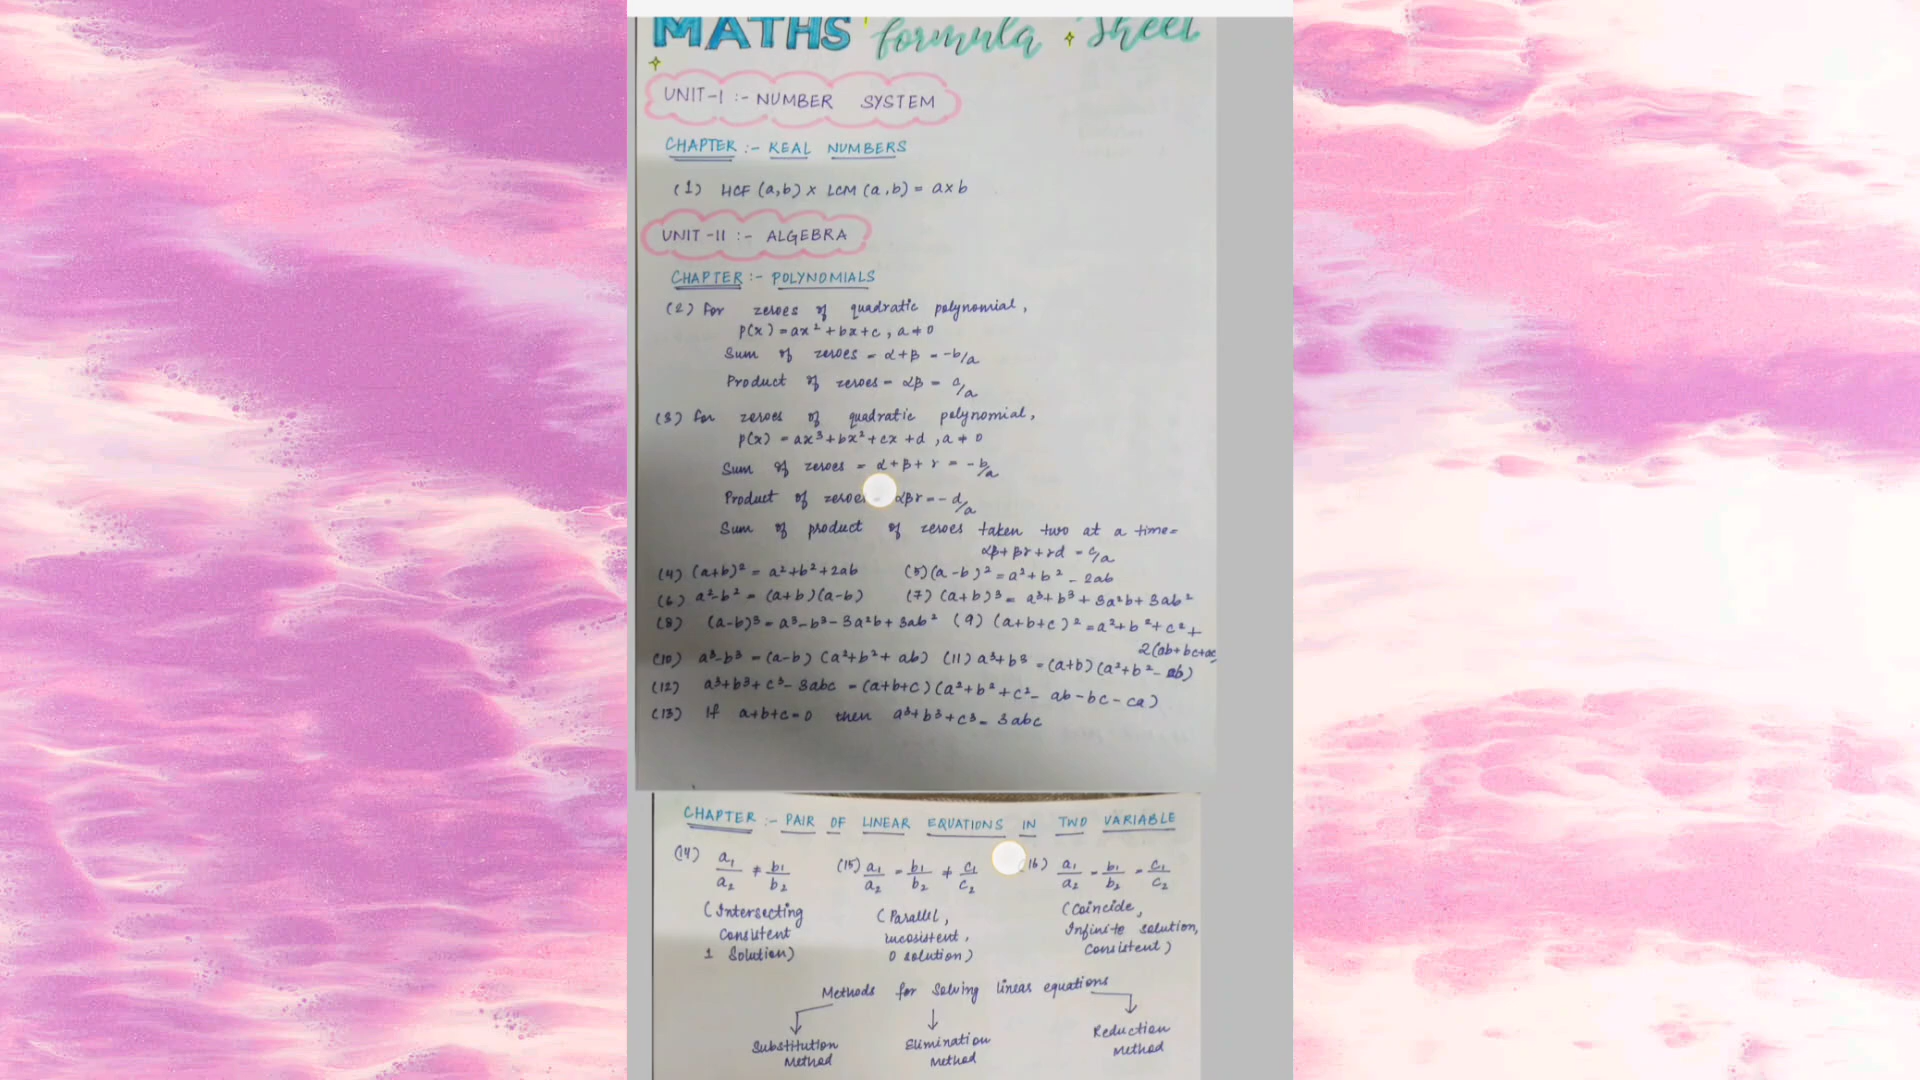 MATHS formula Sheet
UNIT-I :- NUMBER SYSTEM
CHAPTER :- REAL NUMBERS
(1) HCF (a,b) × LCM (a,b) = a×b
UNIT-II :- ALGEBRA
CHAPTER :- POLYNOMIALS
(2) For zeroes of quadratic polynomial,
P(x) = ax² + bx + c, a ≠ 0
Sum of zeroes = α+β = -b/a
Product of zeroes = αβ = c/a
(3) for zeroes of quadratic polynomial,
P(x) = ax³ + bx² + cx + d, a ≠ 0
Sum of zeroes = α+β+r = -b/a
Product of zeroes = αβr = -d/a
Sum of product of zeroes taken two at a time =
αβ+βr+rα = c/a
(4) (a+b)² = a²+b²+2ab (5) (a-b)² = a²+b²-2ab
(6) a²-b² = (a+b)(a-b) (7) (a+b)³ = a³+b³+3a²b+3ab²
(8) (a-b)³ = a³-b³-3a²b+3ab² (9) (a+b+c)² = a²+b²+c²+
2(ab+bc+ac)
(10) a³-b³ = (a-b) (a²+b²+ab) (11) a³+b³ = (a+b)(a²+b²-ab)
(12) a³+b³+c³-3abc = (a+b+c)(a²+b²+c²-ab-bc-ca)
(13) If a+b+c=0 then a³+b³+c³ = 3abc
CHAPTER :- PAIR OF LINEAR EQUATIONS IN TWO VARIABLE
(14) a₁/a₂ ≠ b₁/b₂ (15) a₁/a₂ = b₁/b₂ ≠ c₁/c₂ (16) a₁/a₂ = b₁/b₂ = c₁/c₂
(Intersecting (Parallel, (Coincide,
Consistent incosistent, Infinite solution,
1 Solution) 0 solution) Consistent)
Methods for Solving linear equations
Substitution Elimination Reduction
Method Method Method